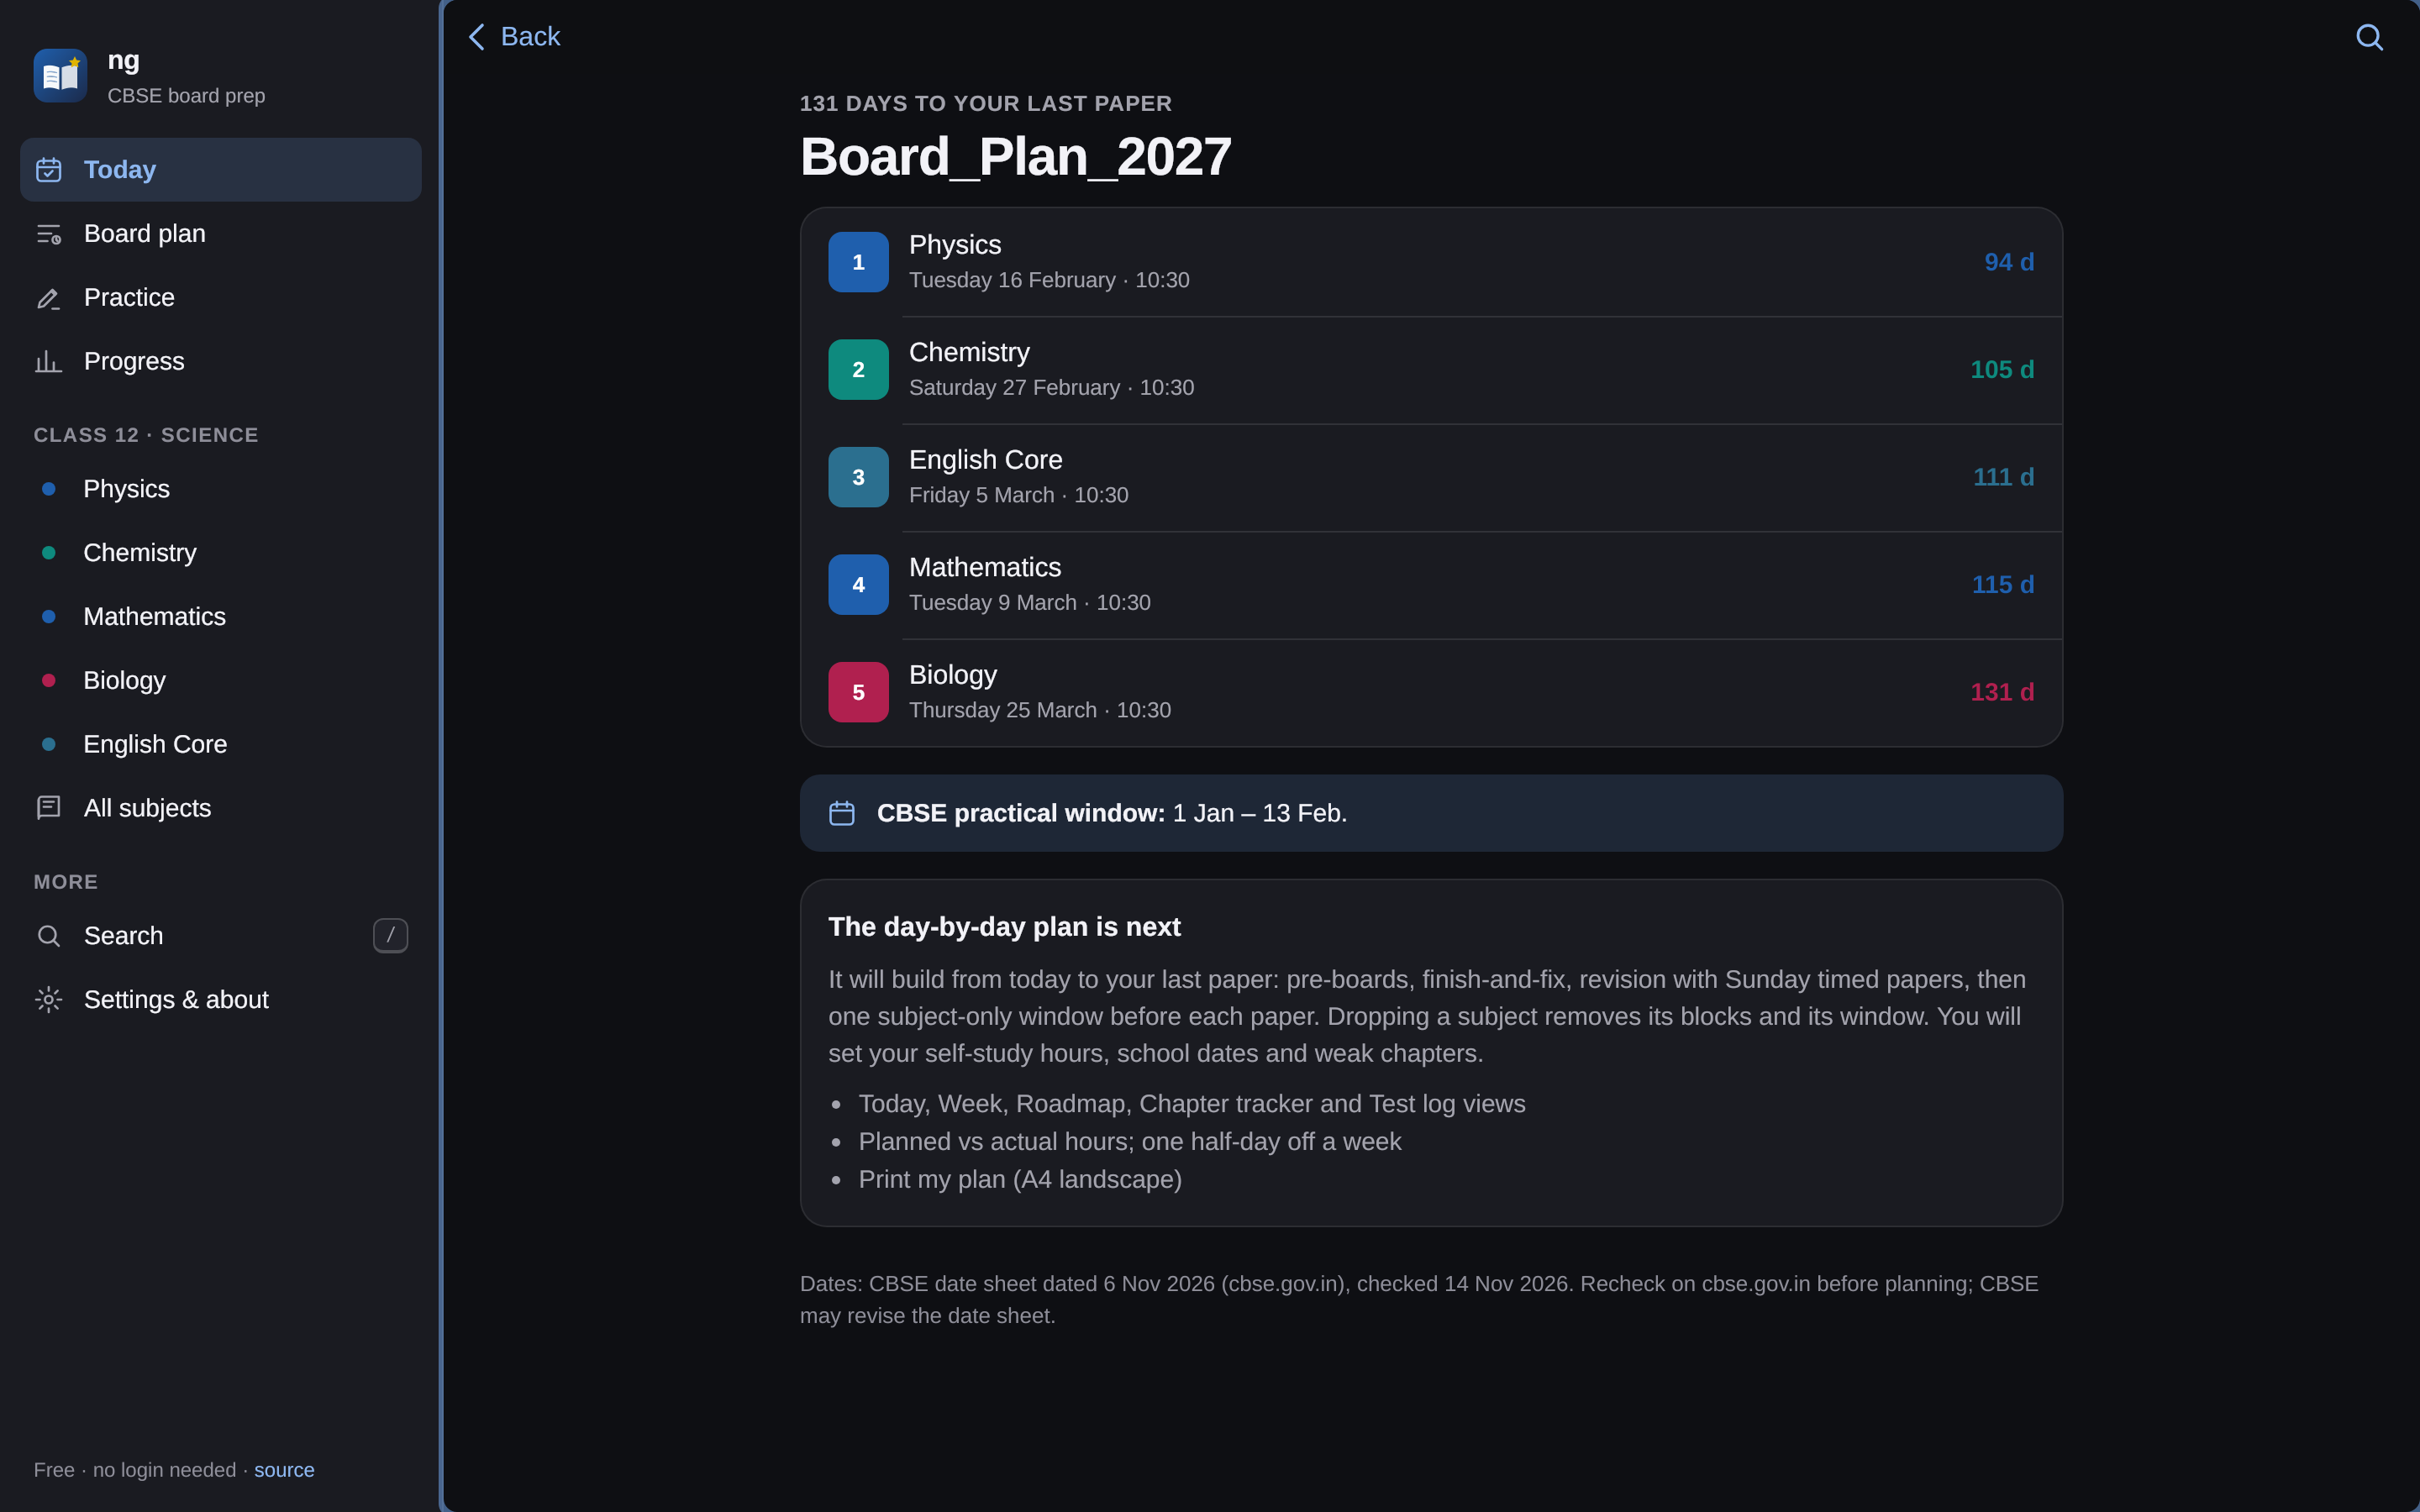 ng
CBSE board prep
Today
Board plan
Practice
Progress
CLASS 12 · SCIENCE
Physics
Chemistry
Mathematics
Biology
English Core
All subjects
MORE
Search
/
Settings & about
Free · no login needed · source
Back
131 DAYS TO YOUR LAST PAPER
Board_Plan_2027
1
Physics
Tuesday 16 February · 10:30
94 d
2
Chemistry
Saturday 27 February · 10:30
105 d
3
English Core
Friday 5 March · 10:30
111 d
4
Mathematics
Tuesday 9 March · 10:30
115 d
5
Biology
Thursday 25 March · 10:30
131 d
CBSE practical window: 1 Jan – 13 Feb.
The day-by-day plan is next
It will build from today to your last paper: pre-boards, finish-and-fix, revision with Sunday timed papers, then
one subject-only window before each paper. Dropping a subject removes its blocks and its window. You will
set your self-study hours, school dates and weak chapters.
• Today, Week, Roadmap, Chapter tracker and Test log views
• Planned vs actual hours; one half-day off a week
• Print my plan (A4 landscape)
Dates: CBSE date sheet dated 6 Nov 2026 (cbse.gov.in), checked 14 Nov 2026. Recheck on cbse.gov.in before planning; CBSE
may revise the date sheet.